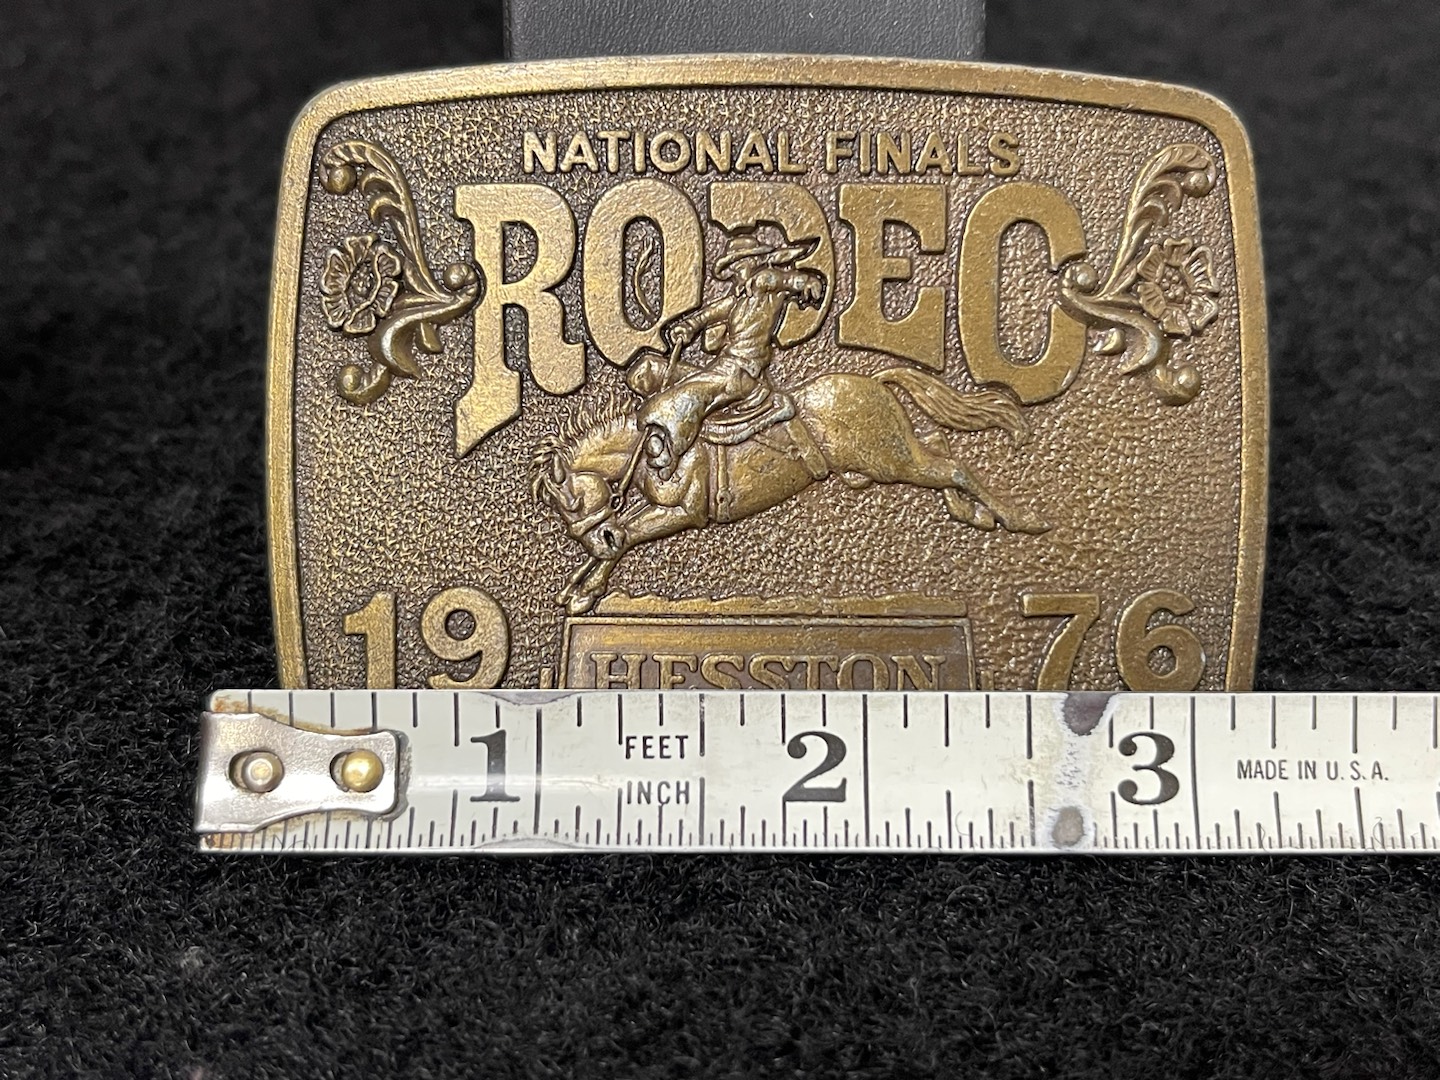 NATIONAL FINALS
RODEO
19 76
HESSTON
1 FEET 2 3 MADE IN U.S.A.
INCH